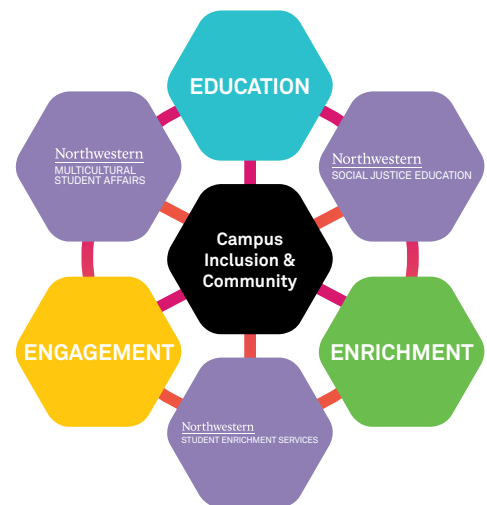 EDUCATION
Northwestern
MULTICULTURAL
STUDENT AFFAIRS
Northwestern
SOCIAL JUSTICE EDUCATION
Campus
Inclusion &
Community
ENGAGEMENT
ENRICHMENT
Northwestern
STUDENT ENRICHMENT SERVICES